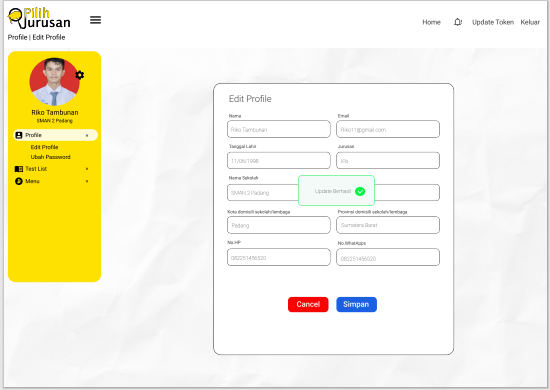 Pilih
Jurusan
Home
Update Token
Keluar
Profile | Edit Profile
Riko Tambunan
SMAN 2 Padang
Profile
Edit Profile
Ubah Password
Test List
Menu
Edit Profile
Nama
Email
Riko Tambunan
Riko11@gmail.com
Tanggal Lahir
Jurusan
11/06/1998
IPA
Nama Sekolah
SMAN 2 Padang
Update Berhasil
Kota domisili sekolah/lembaga
Provinsi domisili sekolah/lembaga
Padang
Sumatera Barat
No.HP
No.WhatApps
082251456520
082251456520
Cancel
Simpan